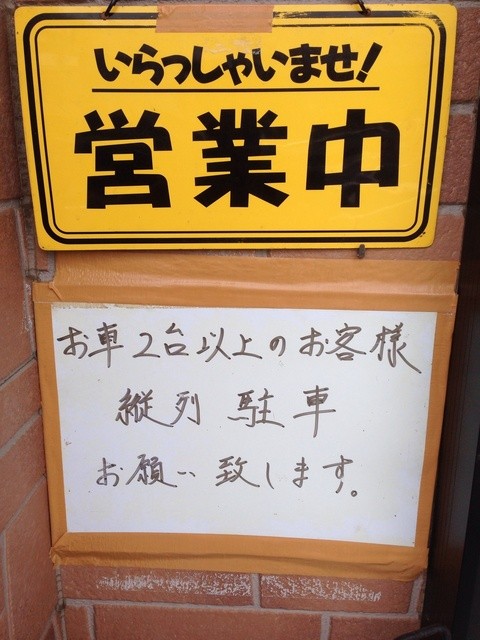 いらっしゃいませ!
営業中
お車2台以上のお客様
縦列駐車
お願い致します。